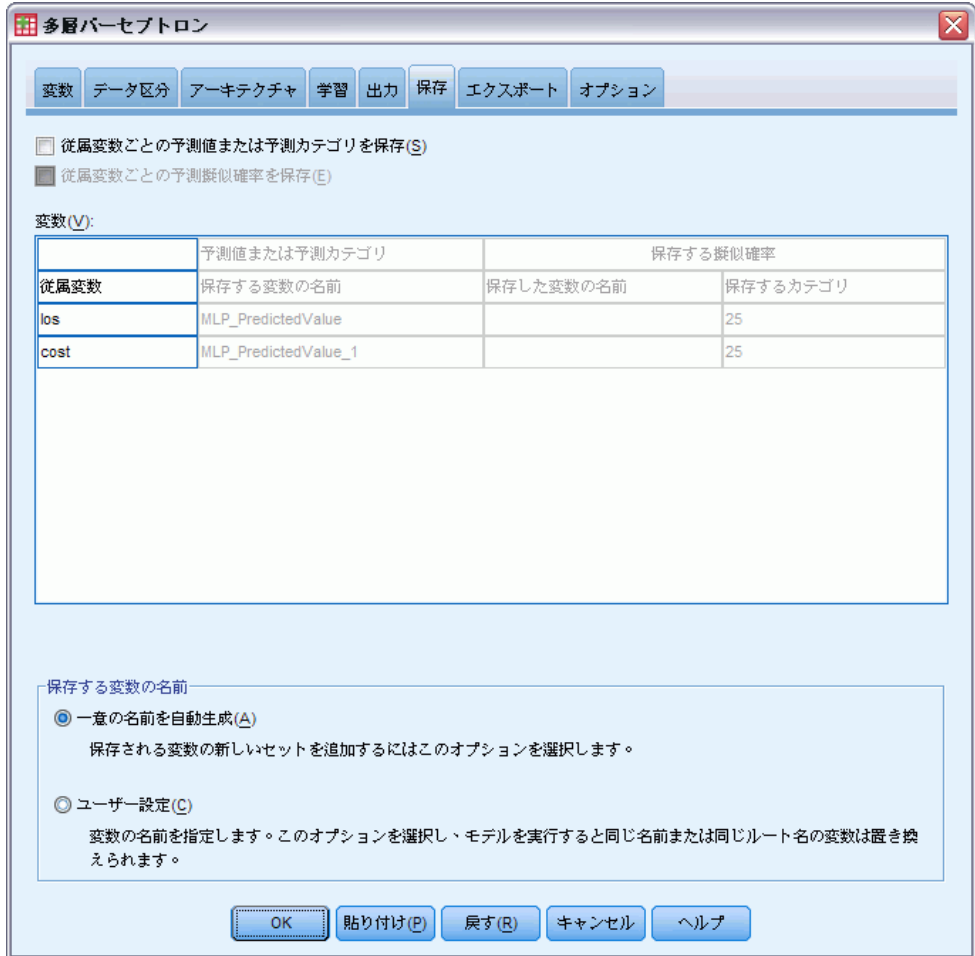 多層パーセプトロン
変数 データ区分 アーキテクチャ 学習 出力 保存 エクスポート オプション
従属変数ごとの予測値または予測カテゴリを保存(S)
従属変数ごとの予測擬似確率を保存(E)
変数(V):
予測値または予測カテゴリ 保存する擬似確率
従属変数 保存する変数の名前 保存した変数の名前 保存するカテゴリ
los MLP_PredictedValue 25
cost MLP_PredictedValue_1 25
保存する変数の名前
一意の名前を自動生成(A)
保存される変数の新しいセットを追加するにはこのオプションを選択します。
ユーザー設定(C)
変数の名前を指定します。このオプションを選択し、モデルを実行すると同じ名前または同じルート名の変数は置き換
えられます。
OK 貼り付け(P) 戻す(R) キャンセル ヘルプ